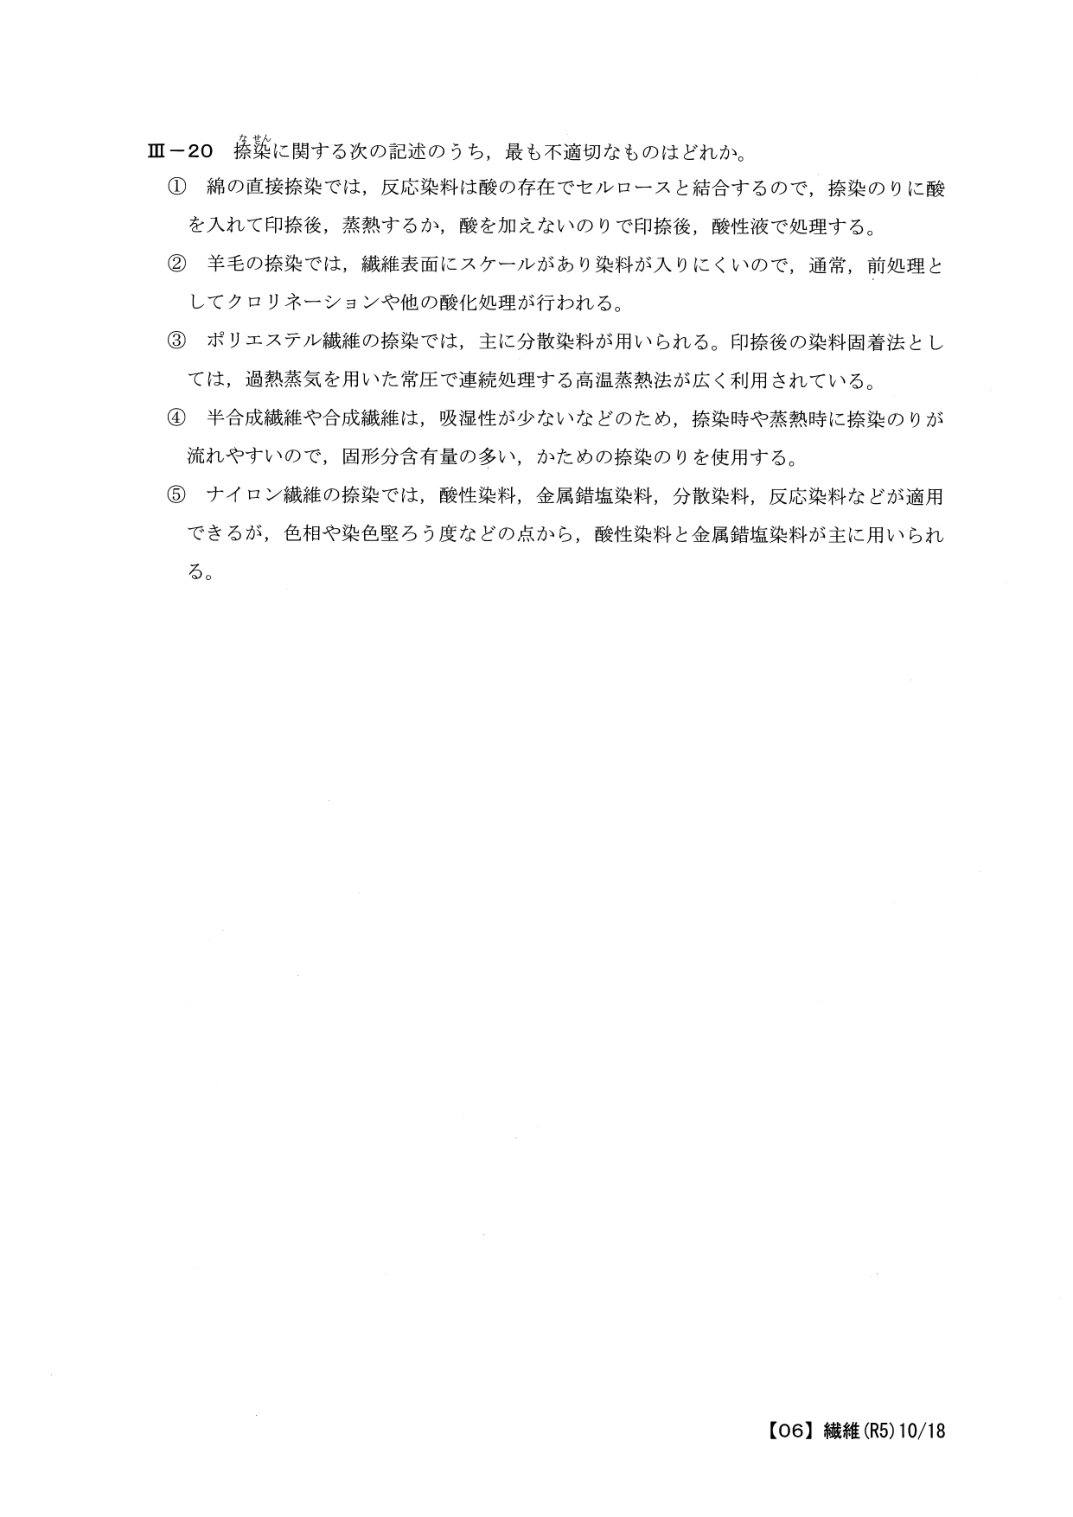 Ⅲ－20　捺染に関する次の記述のうち，最も不適切なものはどれか。
なせん
①　綿の直接捺染では，反応染料は酸の存在でセルロースと結合するので，捺染のりに酸
を入れて印捺後，蒸熱するか，酸を加えないのりで印捺後，酸性液で処理する。
②　羊毛の捺染では，繊維表面にスケールがあり染料が入りにくいので，通常，前処理と
してクロリネーションや他の酸化処理が行われる。
③　ポリエステル繊維の捺染では，主に分散染料が用いられる。印捺後の染料固着法とし
ては，過熱蒸気を用いた常圧で連続処理する高温蒸熱法が広く利用されている。
④　半合成繊維や合成繊維は，吸湿性が少ないなどのため，捺染時や蒸熱時に捺染のりが
流れやすいので，固形分含有量の多い，かための捺染のりを使用する。
⑤　ナイロン繊維の捺染では，酸性染料，金属錯塩染料，分散染料，反応染料などが適用
できるが，色相や染色堅ろう度などの点から，酸性染料と金属錯塩染料が主に用いられ
る。
【06】繊維(R5)10/18